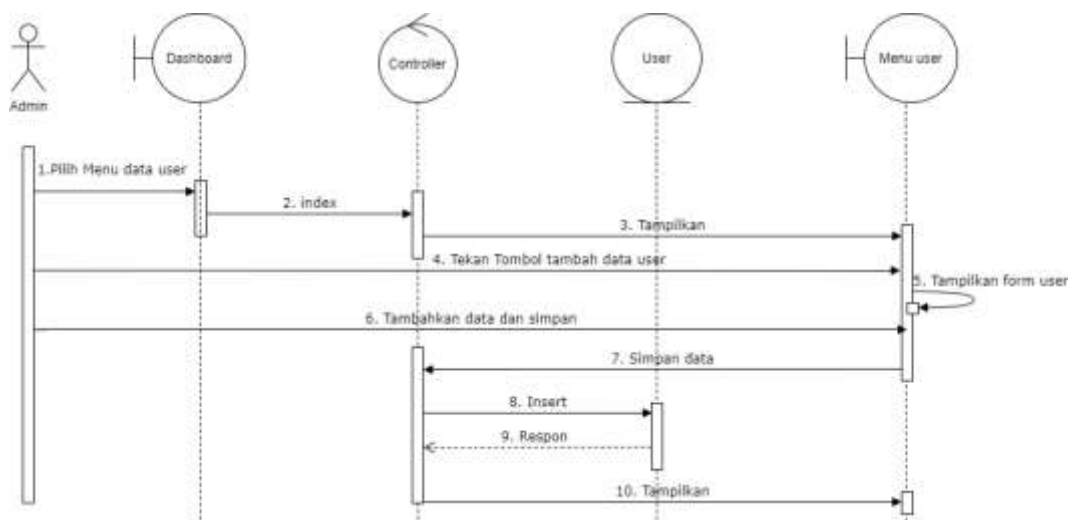 Dashboard
Controller
User
Menu user
Admin
1.Pilih Menu data user
2. index
3. Tampilkan
4. Tekan Tombol tambah data user
5. Tampilkan form user
6. Tambahkan data dan simpan
7. Simpan data
8. Insert
9. Respon
10. Tampilkan